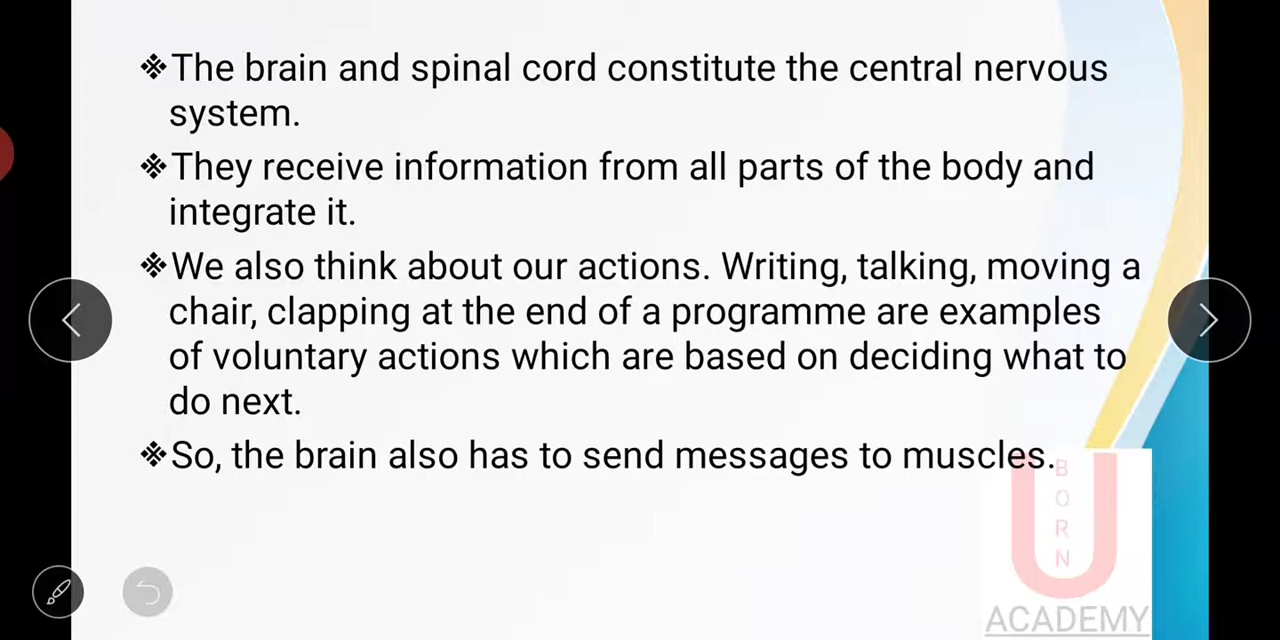 ❖The brain and spinal cord constitute the central nervous
system.
❖They receive information from all parts of the body and
integrate it.
❖We also think about our actions. Writing, talking, moving a
chair, clapping at the end of a programme are examples
of voluntary actions which are based on deciding what to
do next.
❖So, the brain also has to send messages to muscles.
U
BORN
ACADEMY